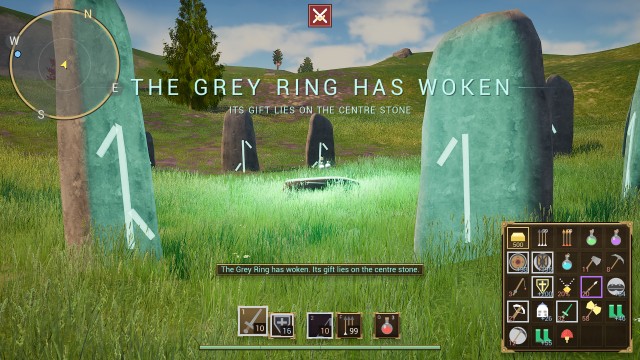 N
W
E
S
THE GREY RING HAS WOKEN
ITS GIFT LIES ON THE CENTRE STONE
The Grey Ring has woken. Its gift lies on the centre stone.
10
16
10
99
500
11